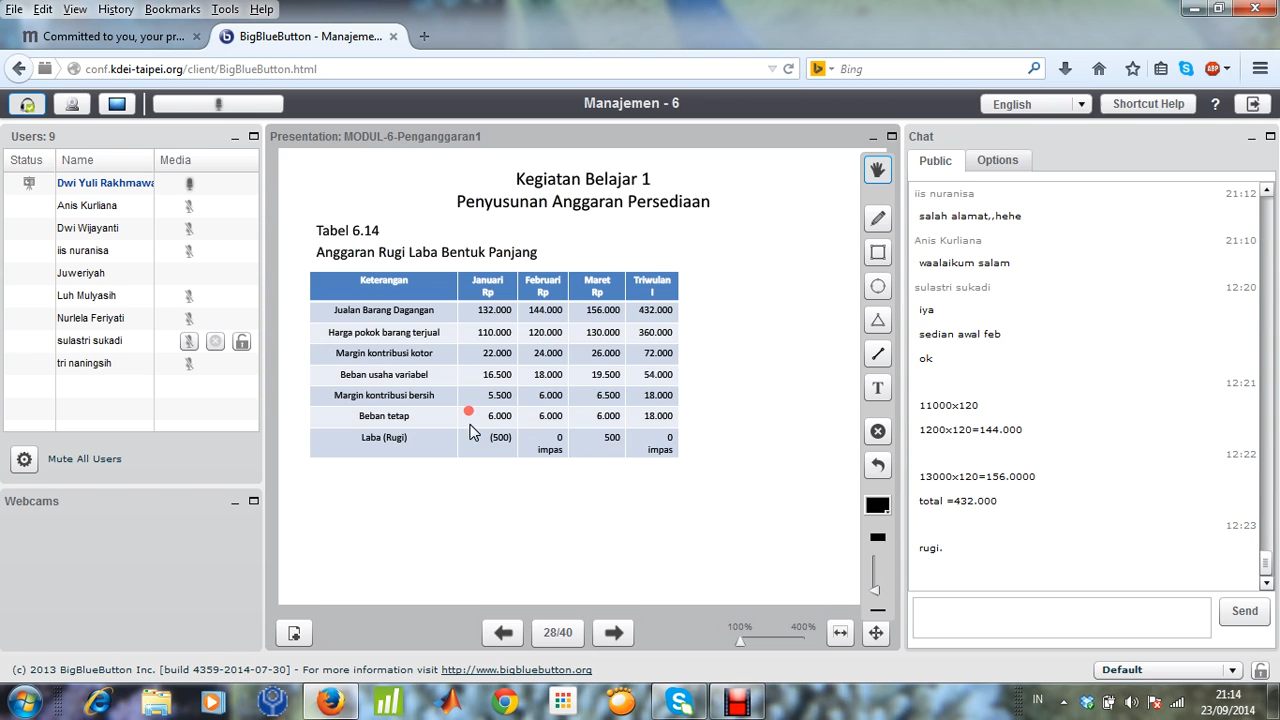 File Edit View History Bookmarks Tools Help
Committed to you, your pr... × BigBlueButton - Manajeme... × +
conf.kdei-taipei.org/client/BigBlueButton.html Bing
Manajemen - 6 English Shortcut Help ?
Users: 9
Status Name Media
Dwi Yuli Rakhmawa
Anis Kurliana
Dwi Wijayanti
iis nuranisa
Juweriyah
Luh Mulyasih
Nurlela Feriyati
sulastri sukadi
tri naningsih
Mute All Users
Webcams
Presentation: MODUL-6-Penganggaran1
Kegiatan Belajar 1
Penyusunan Anggaran Persediaan
Tabel 6.14
Anggaran Rugi Laba Bentuk Panjang
Keterangan Januari Rp Februari Rp Maret Rp Triwulan I
Jualan Barang Dagangan 132.000 144.000 156.000 432.000
Harga pokok barang terjual 110.000 120.000 130.000 360.000
Margin kontribusi kotor 22.000 24.000 26.000 72.000
Beban usaha variabel 16.500 18.000 19.500 54.000
Margin kontribusi bersih 5.500 6.000 6.500 18.000
Beban tetap 6.000 6.000 6.000 18.000
Laba (Rugi) (500) 0 impas 500 0 impas
28/40
100% 400%
Chat
Public Options
iis nuranisa 21:12
salah alamat,,hehe
Anis Kurliana 21:10
waalaikum salam
sulastri sukadi 12:20
iya
sedian awal feb
ok
12:21
11000x120
1200x120=144.000
12:22
13000x120=156.0000
total =432.000
12:23
rugi.
Send
(c) 2013 BigBlueButton Inc. [build 4359-2014-07-30] - For more information visit http://www.bigbluebutton.org Default
IN 21:14
23/09/2014